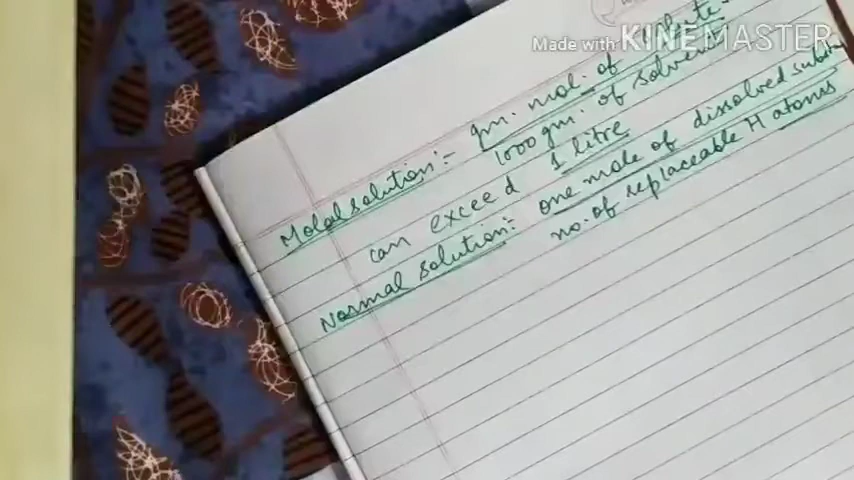 Made with KINEMASTER
Molal solution:- gm. mol. of solute
1000 gm. of solvent
can exceed 1 litre
Normal solution:- one mole of dissolved subs
no. of replaceable H atoms